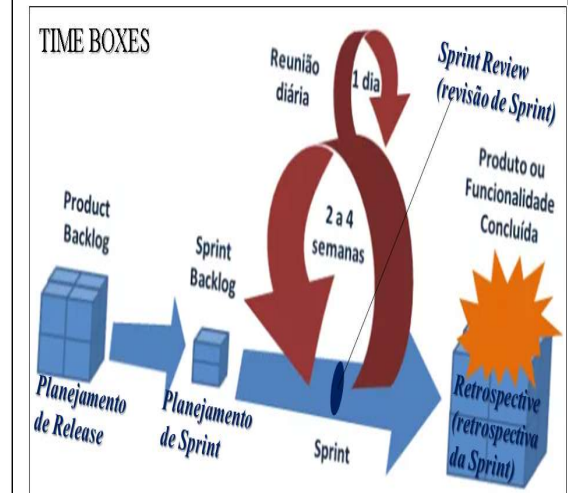 TIME BOXES
Reunião
diária
1 dia
Sprint Review
(revisão de Sprint)
Produto ou
Funcionalidade
Concluída
Product
Backlog
Sprint
Backlog
2 a 4
semanas
Planejamento
de Release
Planejamento
de Sprint
Sprint
Retrospective
(retrospectiva
da Sprint)